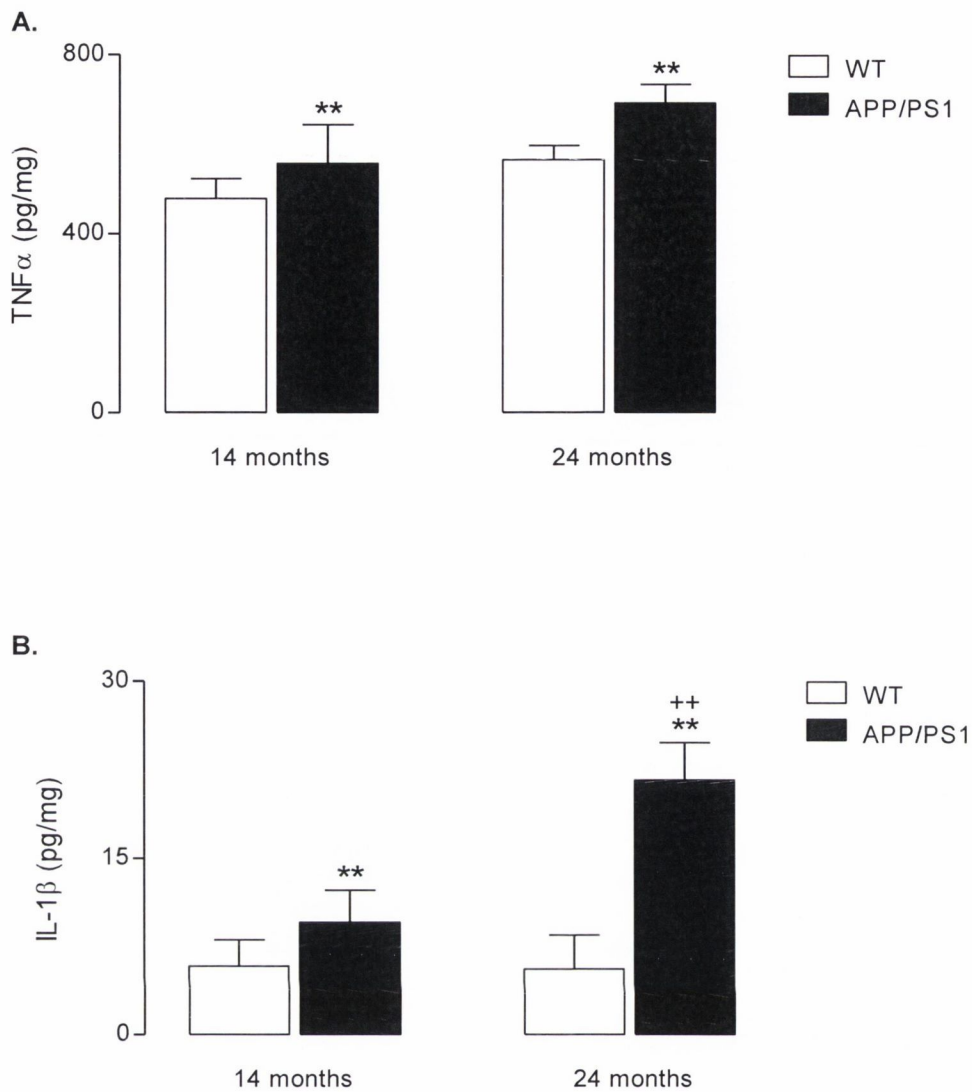 A.
800
400
0
TNFα (pg/mg)
**
**
WT
APP/PS1
14 months
24 months
B.
30
15
0
IL-1β (pg/mg)
**
++
**
WT
APP/PS1
14 months
24 months